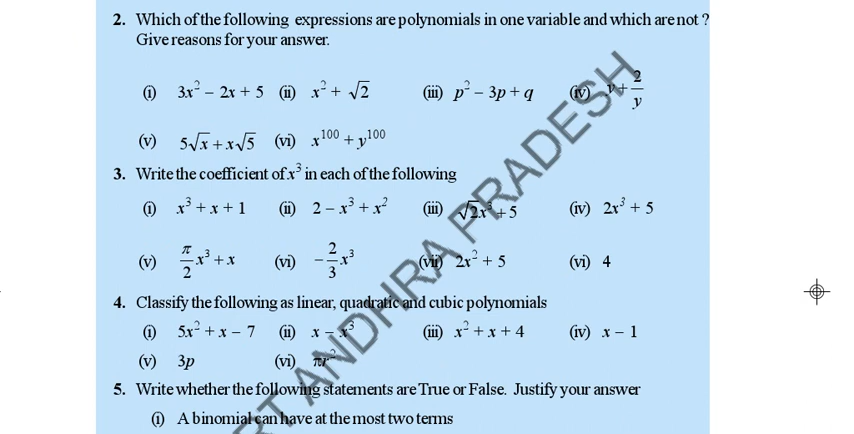 2. Which of the following expressions are polynomials in one variable and which are not ?
Give reasons for your answer.
(i) 3x² – 2x + 5 (ii) x² + √2 (iii) p² – 3p + q (iv) y + 2/y
(v) 5√x + x√5 (vi) x¹⁰⁰ + y¹⁰⁰
3. Write the coefficient of x³ in each of the following
(i) x³ + x + 1 (ii) 2 – x³ + x² (iii) √2x³ + 5 (iv) 2x³ + 5
(v) π/2 x³ + x (vi) –2/3 x³ (vii) 2x² + 5 (vi) 4
4. Classify the following as linear, quadratic and cubic polynomials
(i) 5x² + x – 7 (ii) x – x³ (iii) x² + x + 4 (iv) x – 1
(v) 3p (vi) πr²
5. Write whether the following statements are True or False. Justify your answer
(i) A binomial can have at the most two terms
RT ANDHRA PRADESH